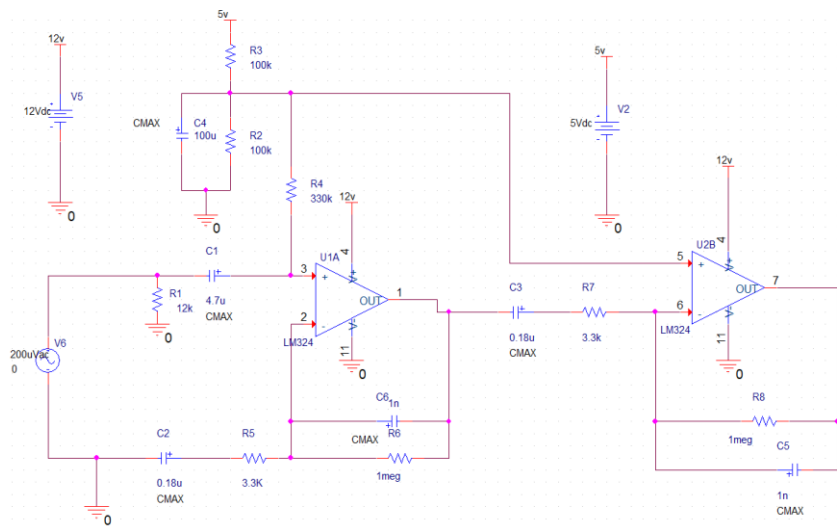 5v
R3
100k
12v
V5
12Vdc
CMAX
C4
100u
R2
100k
0
0
R4
330k
5v
V2
5Vdc
0
12v
U1A
4
V+
3
+
OUT
1
2
-
V-
11
LM324
0
C1
4.7u
CMAX
R1
12k
0
V6
200uVac
0
C2
0.18u
CMAX
R5
3.3K
0
C6
1n
CMAX
R6
1meg
C3
0.18u
CMAX
R7
3.3k
12v
U2B
4
V+
5
+
OUT
7
6
-
V-
11
LM324
0
R8
1meg
C5
1n
CMAX